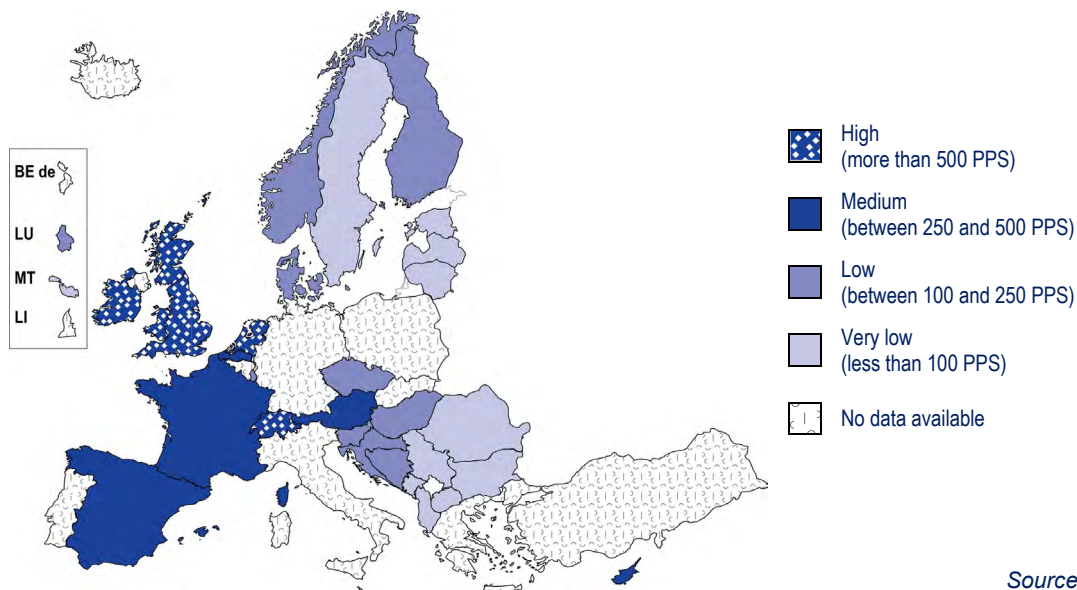 BE de
LU
MT
LI
High
(more than 500 PPS)
Medium
(between 250 and 500 PPS)
Low
(between 100 and 250 PPS)
Very low
(less than 100 PPS)
No data available
Source